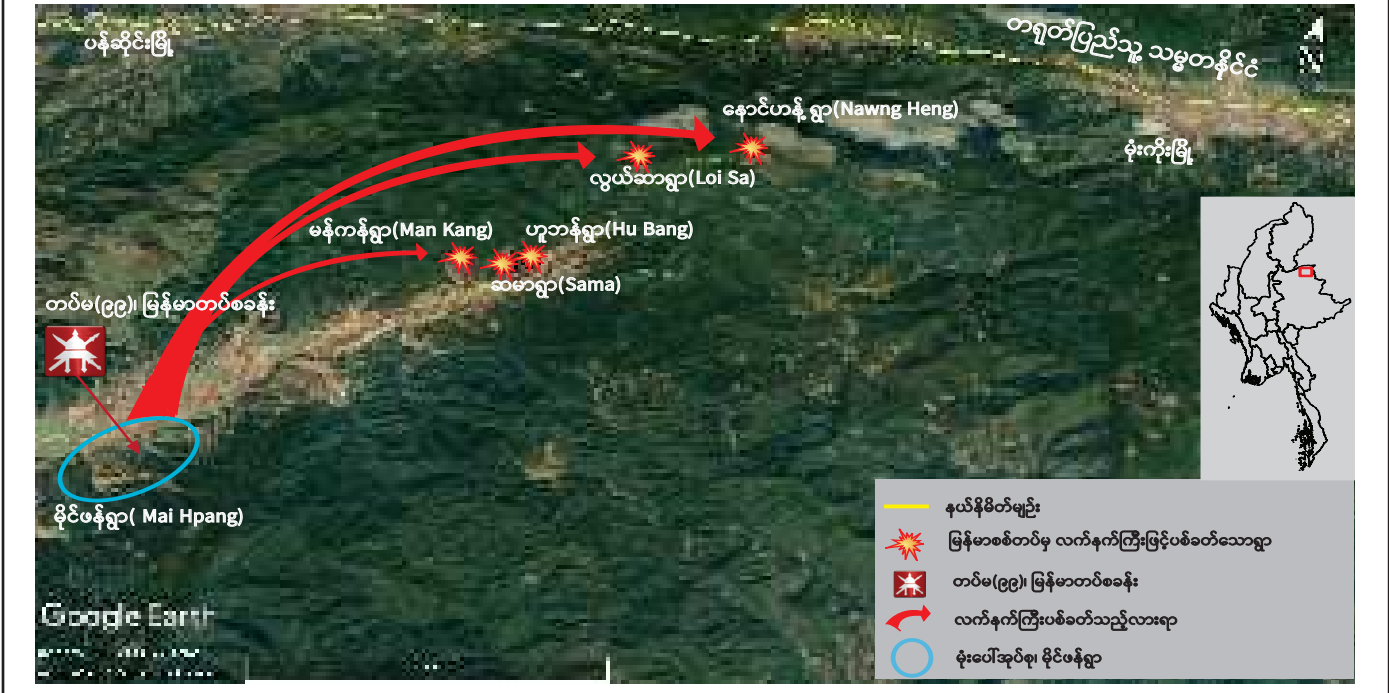 ပန်ဆိုင်းမြို့
တရုတ်ပြည်သူ့ သမ္မတနိုင်ငံ
N
နောင်ဟန့် ရွာ(Nawng Heng)
မုံးကိုးမြို့
လွယ်ဆာရွာ(Loi Sa)
မန်ကန်ရွာ(Man Kang)
ဟူဘန်ရွာ(Hu Bang)
ဆမာရွာ(Sama)
တပ်မ(၉၉)၊ မြန်မာတပ်စခန်း
မိုင်ဖန်ရွာ( Mai Hpang)
နယ်နိမိတ်မျဉ်း
မြန်မာစစ်တပ်မှ လက်နက်ကြီးဖြင့်ပစ်ခတ်သောရွာ
တပ်မ(၉၉)၊ မြန်မာတပ်စခန်း
လက်နက်ကြီးပစ်ခတ်သည့်လားရာ
မုံးပေါ်အုပ်စု၊ မိုင်ဖန်ရွာ
Google Earth